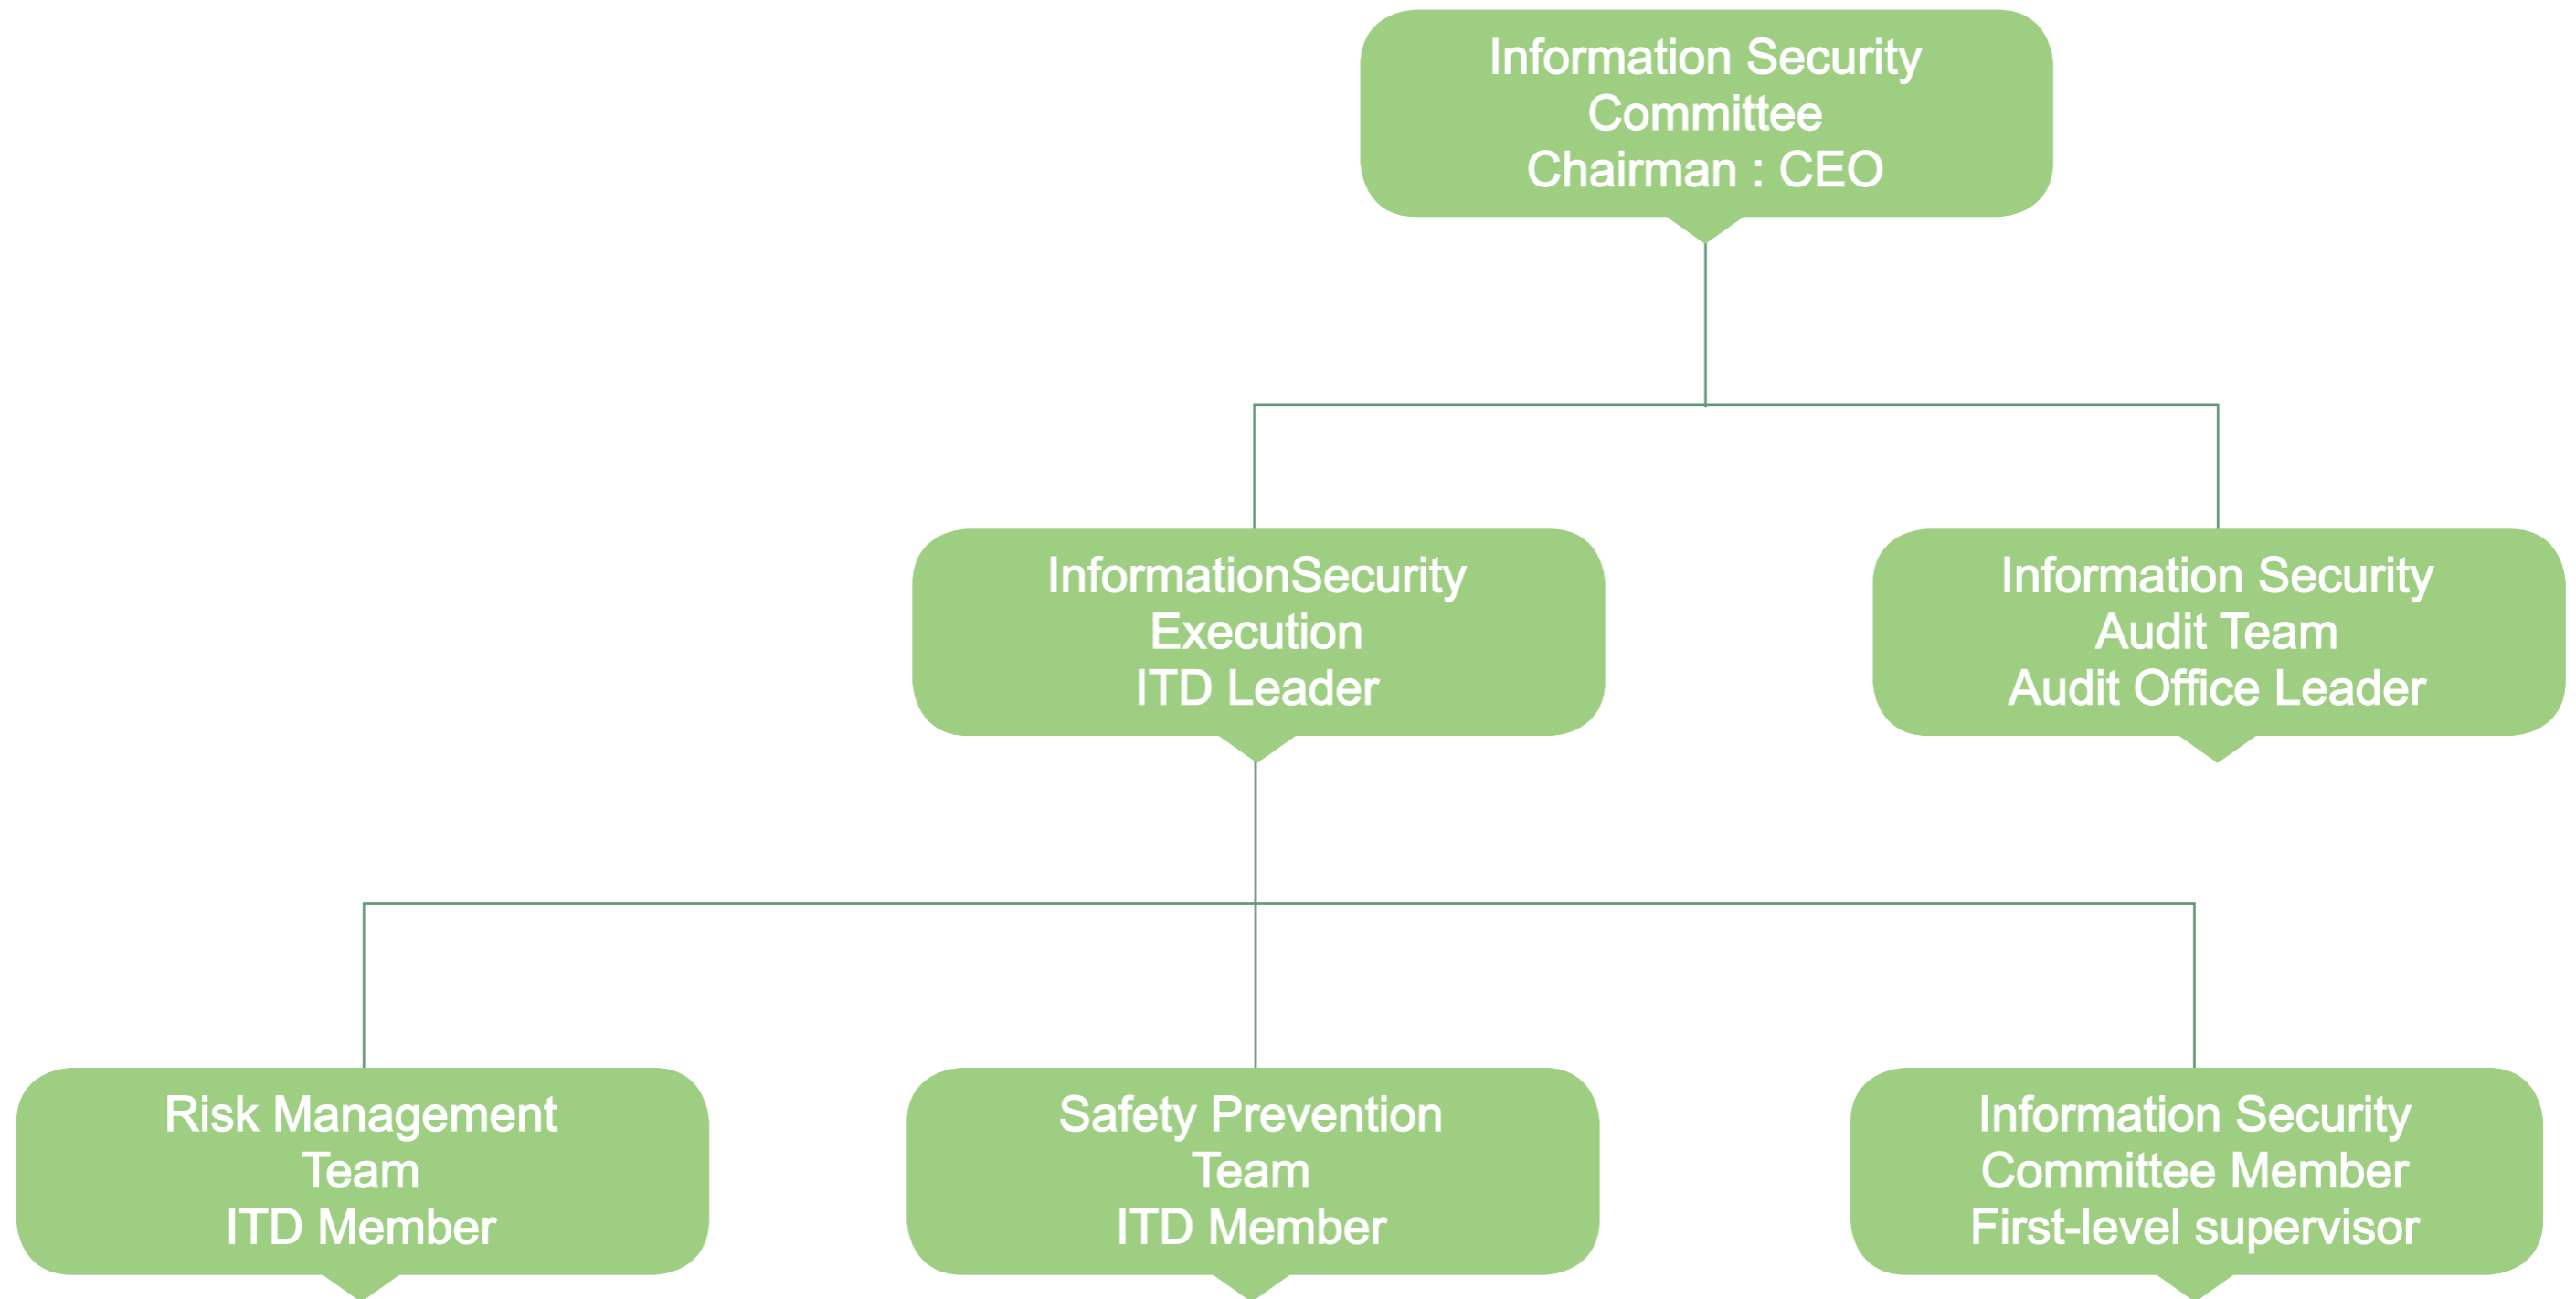 Information Security
Committee
Chairman : CEO
InformationSecurity
Execution
ITD Leader
Information Security
Audit Team
Audit Office Leader
Risk Management
Team
ITD Member
Safety Prevention
Team
ITD Member
Information Security
Committee Member
First-level supervisor